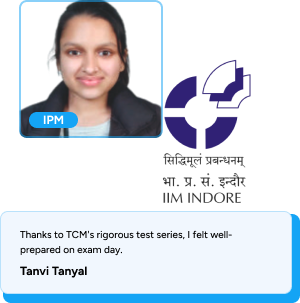 IPM
सिद्धिमूलं प्रबन्धनम्
भा. प्र. सं. इन्दौर
IIM INDORE
Thanks to TCM's rigorous test series, I felt well-
prepared on exam day.
Tanvi Tanyal